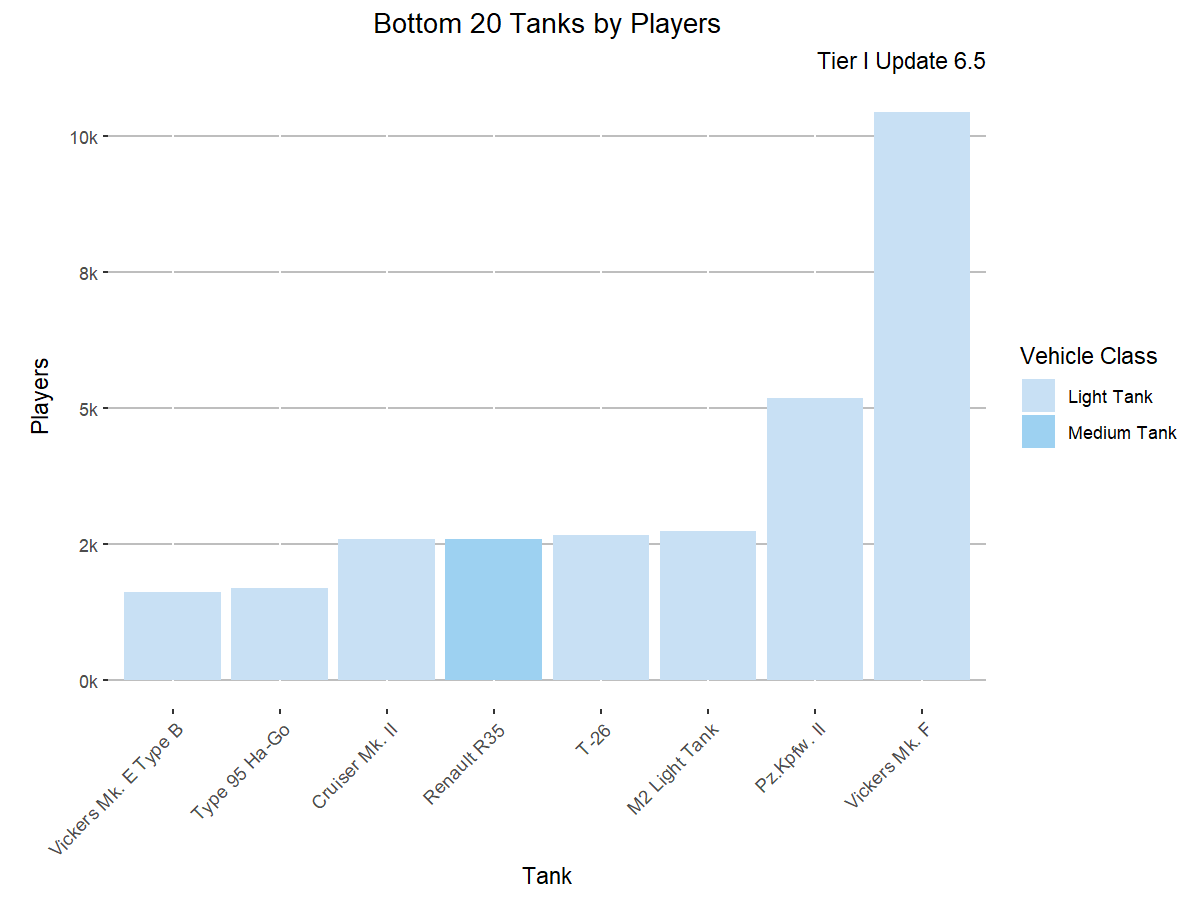 Bottom 20 Tanks by Players
Tier I Update 6.5
Players
10k
8k
5k
2k
0k
Vickers Mk. E Type B
Type 95 Ha-Go
Cruiser Mk. II
Renault R35
T-26
M2 Light Tank
Pz.Kpfw. II
Vickers Mk. F
Tank
Vehicle Class
Light Tank
Medium Tank